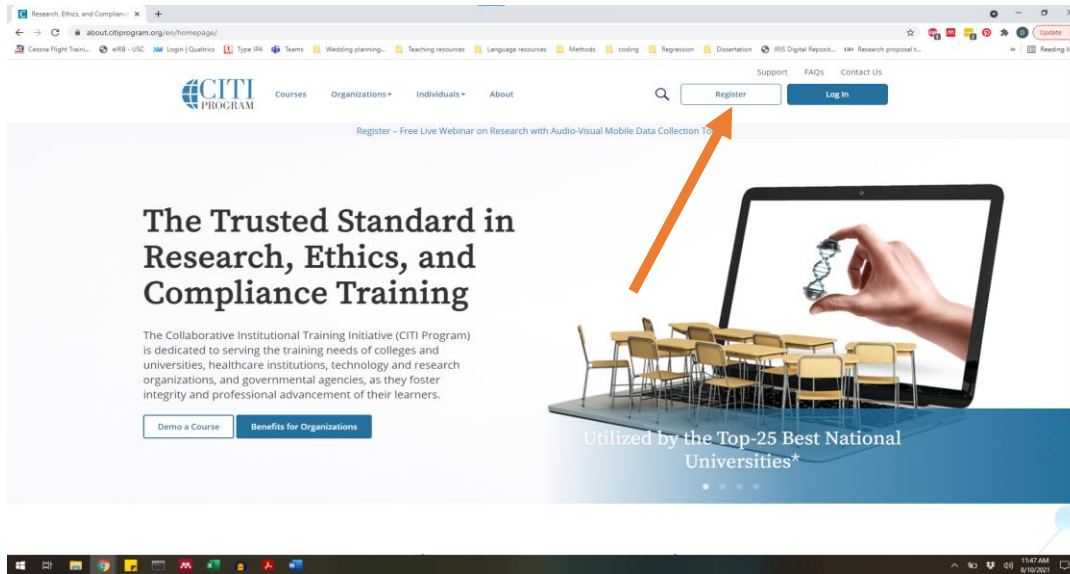 Research, Ethics, and Complianc
about.citiprogram.org/en/homepage/
Update
Cessna Flight Traini... eIRB - USC Login | Qualtrics Type IPA Teams Wedding planning... Teaching resources Language resources Methods coding Regression Dissertation IRIS Digital Reposit... Research proposal t... » Reading li
Support FAQs Contact Us
CITI
PROGRAM
Courses Organizations Individuals About Register Log In
Register – Free Live Webinar on Research with Audio-Visual Mobile Data Collection To
The Trusted Standard in
Research, Ethics, and
Compliance Training
The Collaborative Institutional Training Initiative (CITI Program)
is dedicated to serving the training needs of colleges and
universities, healthcare institutions, technology and research
organizations, and governmental agencies, as they foster
integrity and professional advancement of their learners.
Demo a Course Benefits for Organizations
Utilized by the Top-25 Best National
Universities*
11:47 AM
8/10/2021